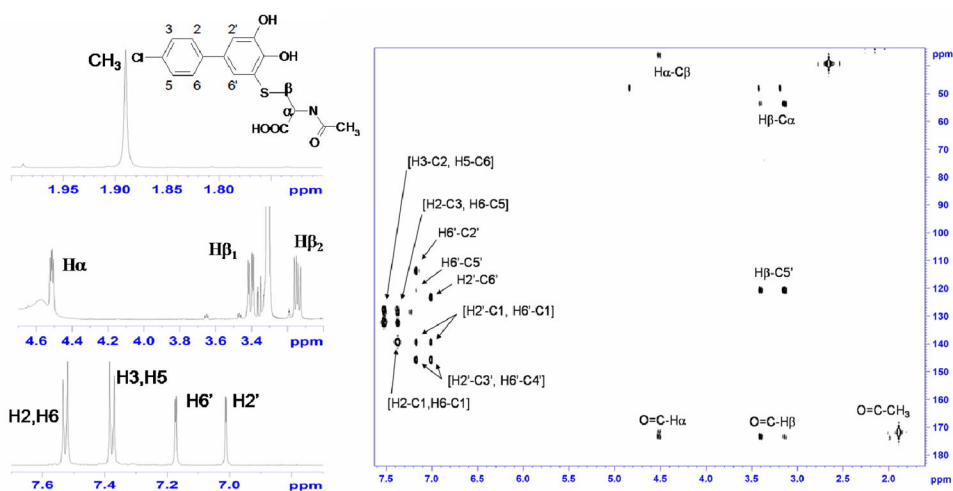 HO
2'
OH
3
2
Cl
4
5
6
6'
S
β
α
N
HOOC
O
CH₃
CH₃
1.95 1.90 1.85 1.80 ppm
Hα
Hβ₁
Hβ₂
4.6 4.4 4.2 4.0 3.8 3.6 3.4 ppm
H2,H6
H3,H5
H6'
H2'
7.6 7.4 7.2 7.0 ppm
ppm
Hα-Cβ
Hβ-Cα
[H3-C2, H5-C6]
[H2-C3, H6-C5]
H6'-C2'
H6'-C5'
H2'-C6'
Hβ-C5'
[H2'-C1, H6'-C1]
[H2'-C3', H6'-C4']
[H2-C1,H6-C1]
O=C-Hα
O=C-Hβ
O=C-CH₃
40
50
60
70
80
90
100
110
120
130
140
150
160
170
180
7.5 7.0 6.5 6.0 5.5 5.0 4.5 4.0 3.5 3.0 2.5 2.0 ppm